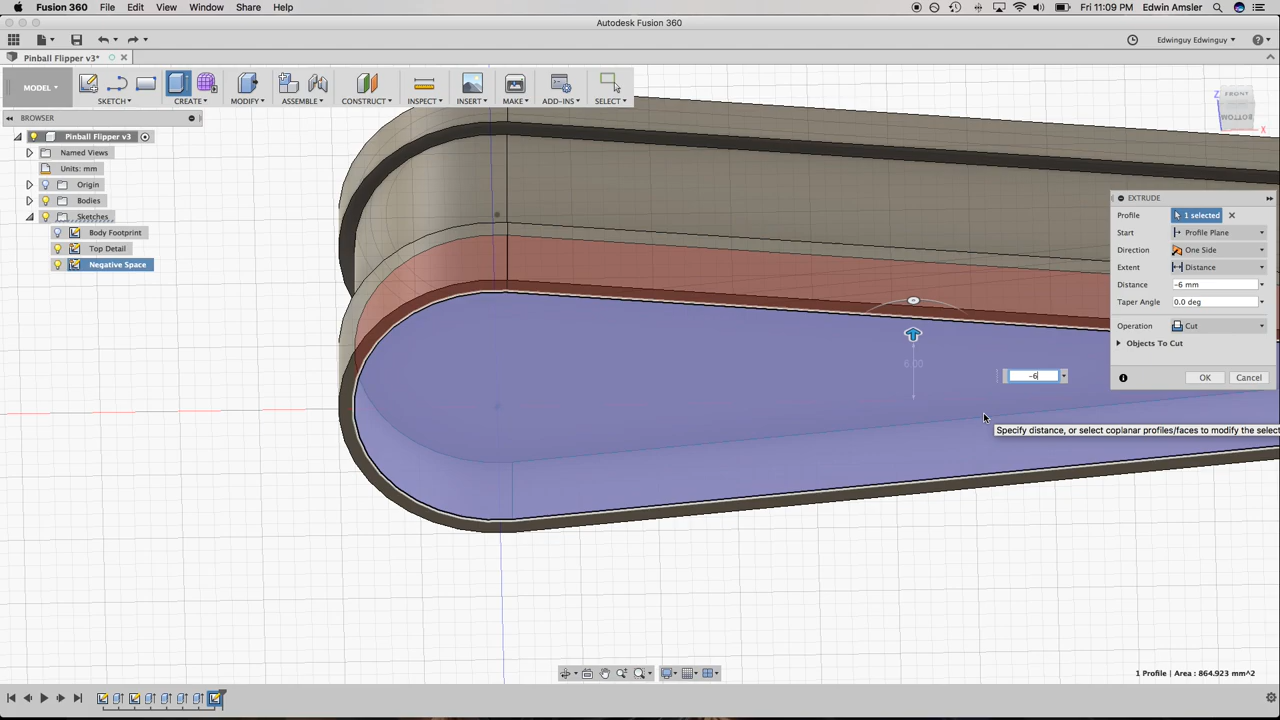 Fusion 360 File Edit View Window Share Help Fri 11:09 PM Edwin Amsler
Autodesk Fusion 360
Edwinguy Edwinguy
Pinball Flipper v3*
MODEL SKETCH CREATE MODIFY ASSEMBLE CONSTRUCT INSPECT INSERT MAKE ADD-INS SELECT
BROWSER
Pinball Flipper v3
Named Views
Units: mm
Origin
Bodies
Sketches
Body Footprint
Top Detail
Negative Space
Z
FRONT
BOTTOM
X
EXTRUDE
Profile 1 selected
Start Profile Plane
Direction One Side
Extent Distance
Distance -6 mm
Taper Angle 0.0 deg
Operation Cut
Objects To Cut
OK Cancel
6.00
-6
Specify distance, or select coplanar profiles/faces to modify the select
1 Profile | Area : 864.923 mm^2